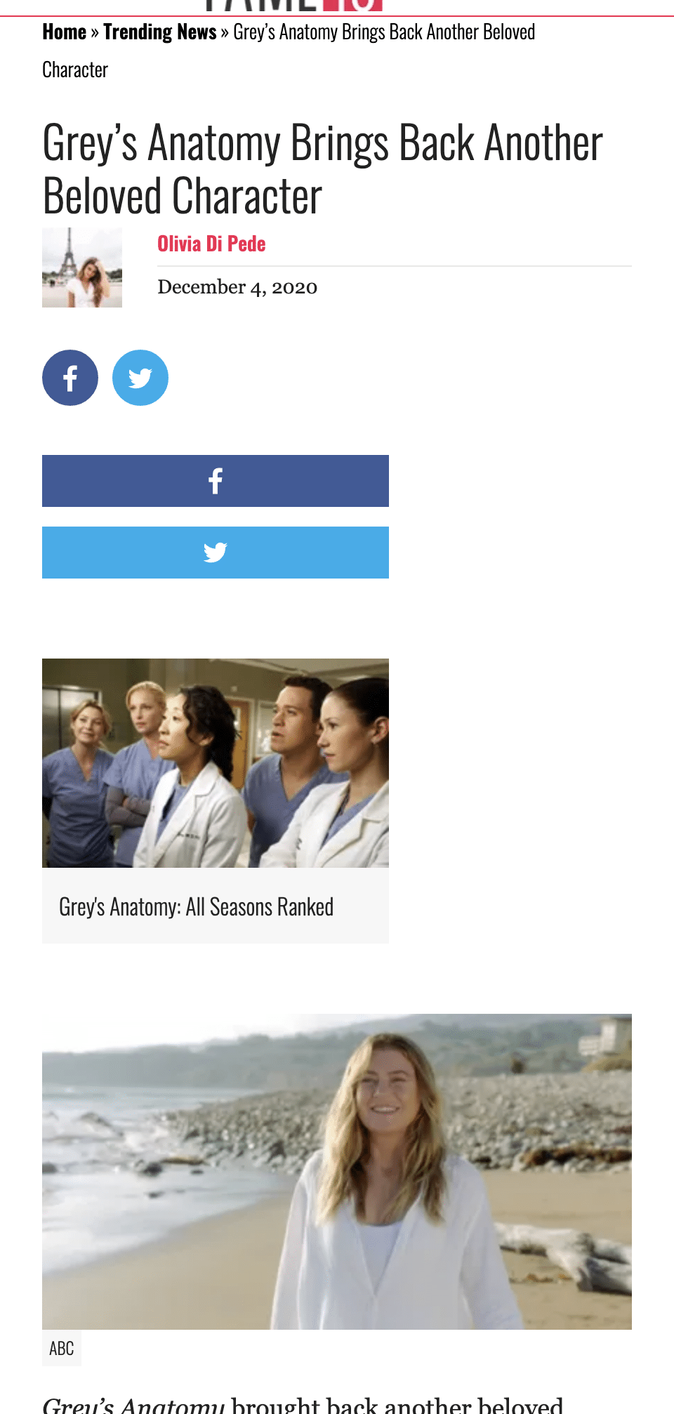 Home » Trending News » Grey’s Anatomy Brings Back Another Beloved
Character
Grey’s Anatomy Brings Back Another
Beloved Character
Olivia Di Pede
December 4, 2020
Grey's Anatomy: All Seasons Ranked
ABC
Grey’s Anatomy brought back another beloved